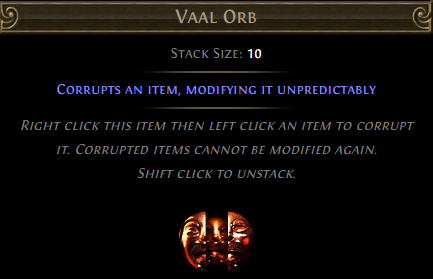 Vaal Orb
Stack Size: 10
Corrupts an item, modifying it unpredictably
Right click this item then left click an item to corrupt
it. Corrupted items cannot be modified again.
Shift click to unstack.